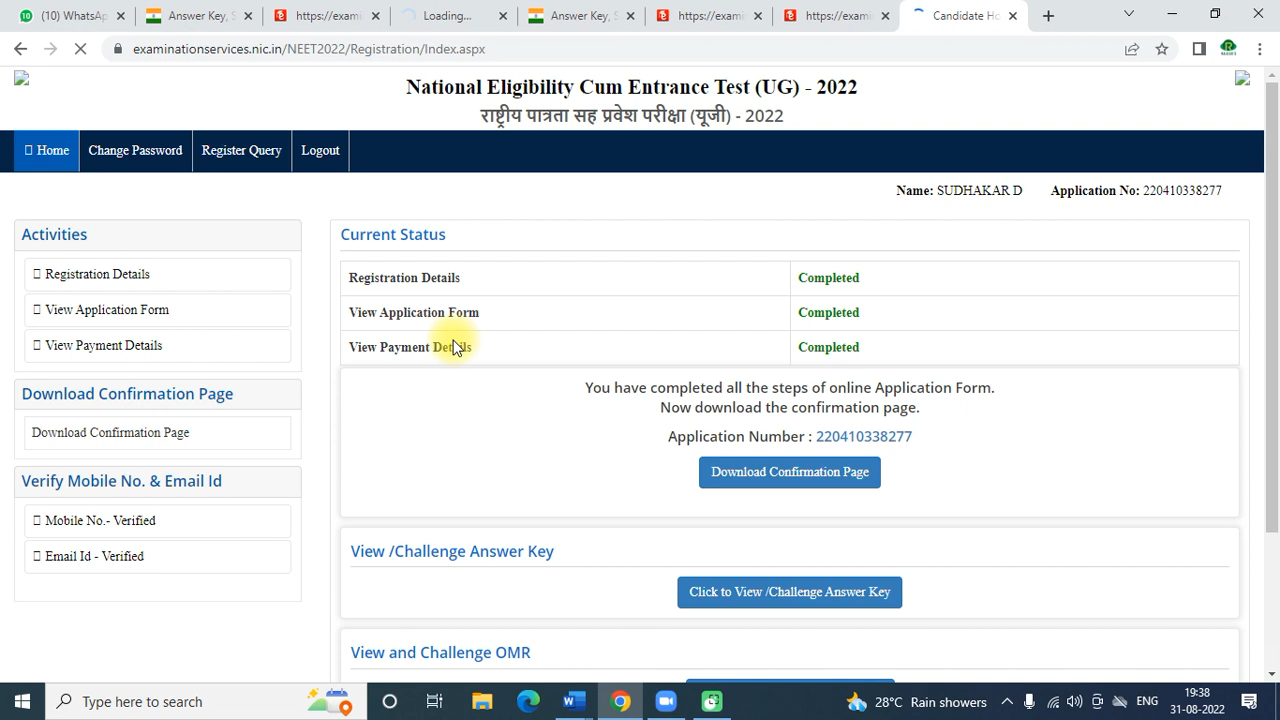 (10) WhatsA
Answer Key, S
https://exami
Loading...
Answer Key, S
https://exami
https://exami
Candidate Ho
examinationservices.nic.in/NEET2022/Registration/Index.aspx
National Eligibility Cum Entrance Test (UG) - 2022
राष्ट्रीय पात्रता सह प्रवेश परीक्षा (यूजी) - 2022
Home
Change Password
Register Query
Logout
Name: SUDHAKAR D Application No: 220410338277
Activities
Registration Details
View Application Form
View Payment Details
Download Confirmation Page
Download Confirmation Page
Verify Mobile No. & Email Id
Mobile No.- Verified
Email Id - Verified
Current Status
Registration Details Completed
View Application Form Completed
View Payment Details Completed
You have completed all the steps of online Application Form.
Now download the confirmation page.
Application Number : 220410338277
Download Confirmation Page
View /Challenge Answer Key
Click to View /Challenge Answer Key
View and Challenge OMR
Type here to search
28°C Rain showers
ENG
19:38
31-08-2022